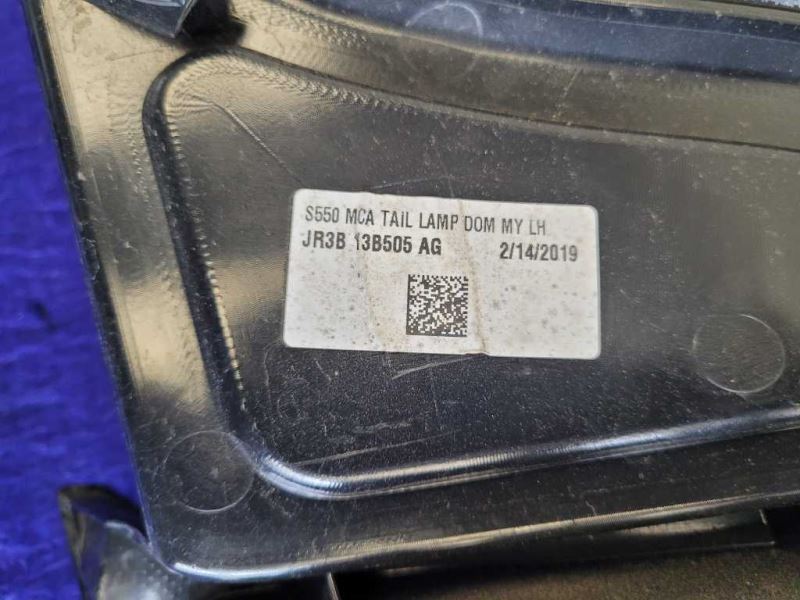 S550 MCA TAIL LAMP DOM MY LH
JR3B 13B505 AG 2/14/2019